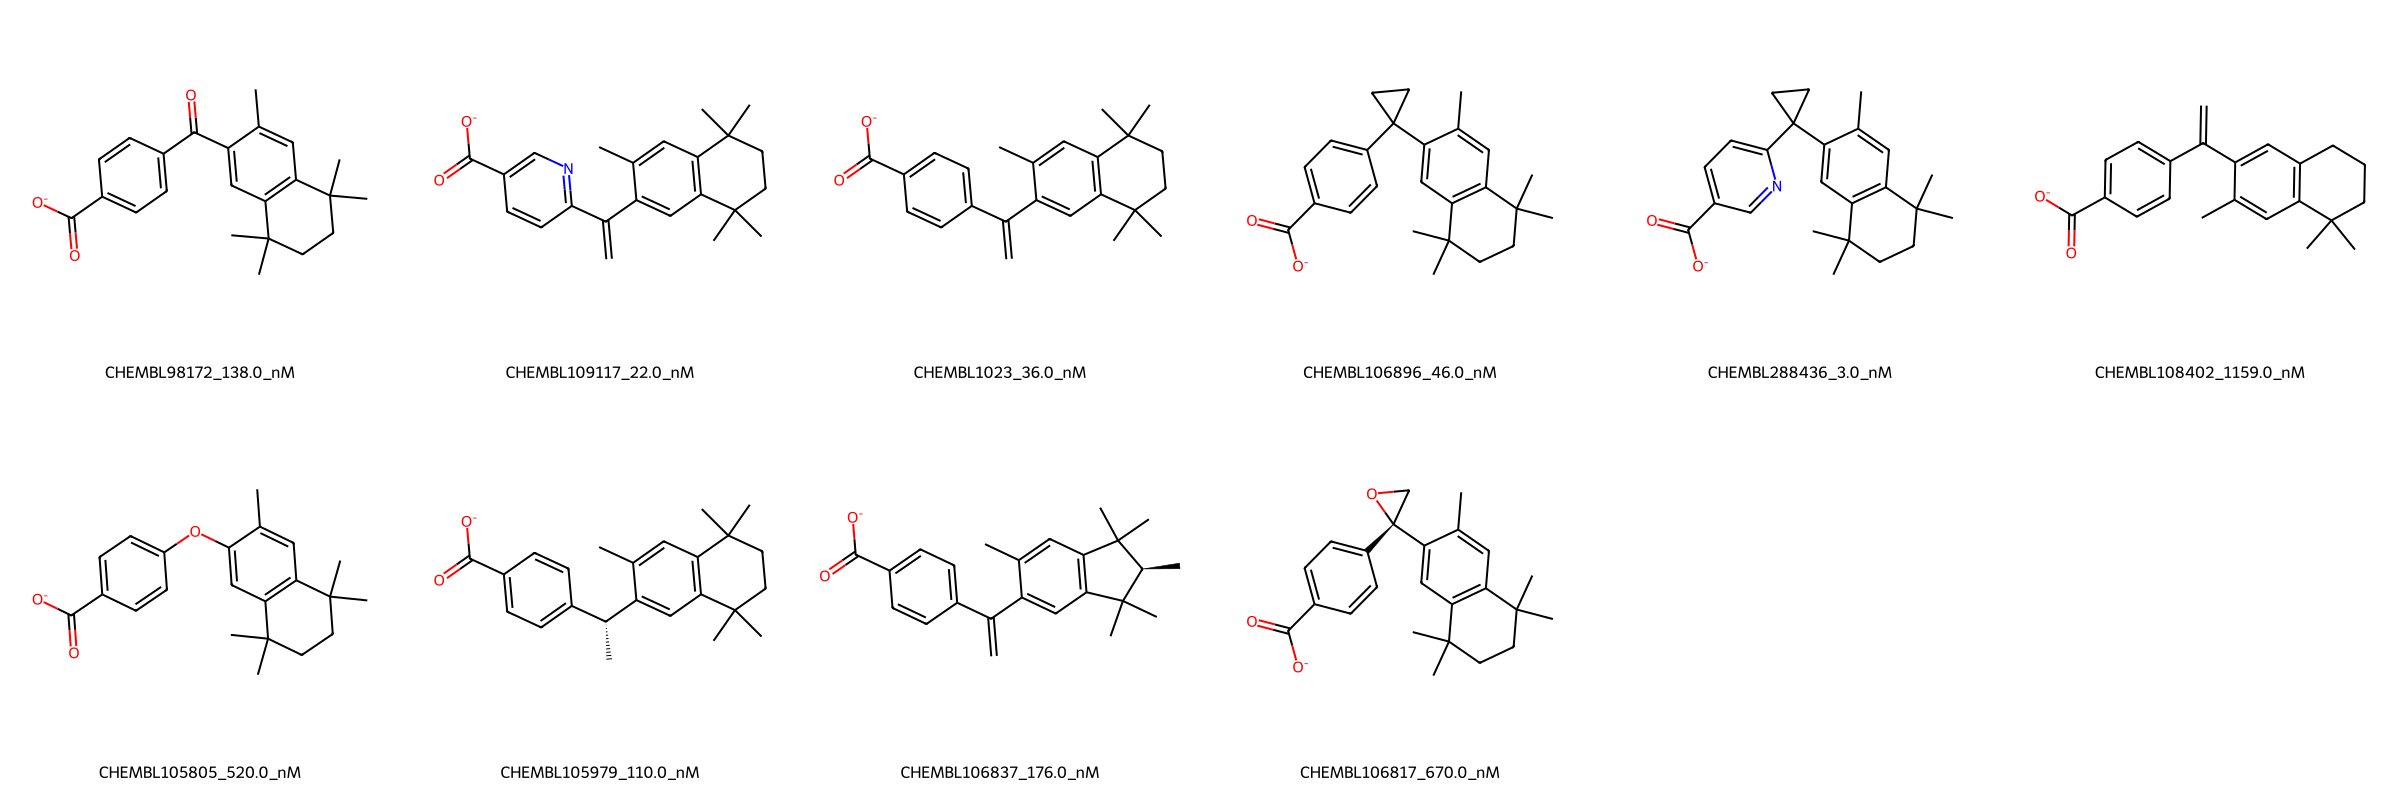 CHEMBL98172_138.0_nM
CHEMBL109117_22.0_nM
CHEMBL1023_36.0_nM
CHEMBL106896_46.0_nM
CHEMBL288436_3.0_nM
CHEMBL108402_1159.0_nM
CHEMBL105805_520.0_nM
CHEMBL105979_110.0_nM
CHEMBL106837_176.0_nM
CHEMBL106817_670.0_nM